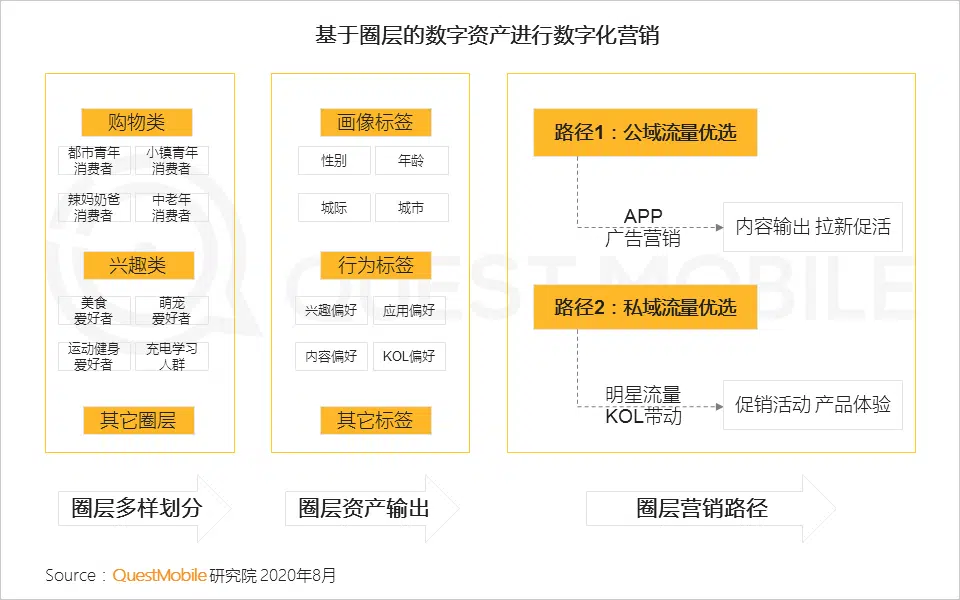 基于圈层的数字资产进行数字化营销
购物类
都市青年
消费者
小镇青年
消费者
辣妈奶爸
消费者
中老年
消费者
兴趣类
美食
爱好者
萌宠
爱好者
运动健身
爱好者
充电学习
人群
其它圈层
画像标签
性别
年龄
城际
城市
行为标签
兴趣偏好
应用偏好
内容偏好
KOL偏好
其它标签
路径1：公域流量优选
APP
广告营销
内容输出 拉新促活
路径2：私域流量优选
明星流量
KOL带动
促销活动 产品体验
QUEST MOBILE
圈层多样划分
圈层资产输出
圈层营销路径
Source：QuestMobile 研究院 2020年8月